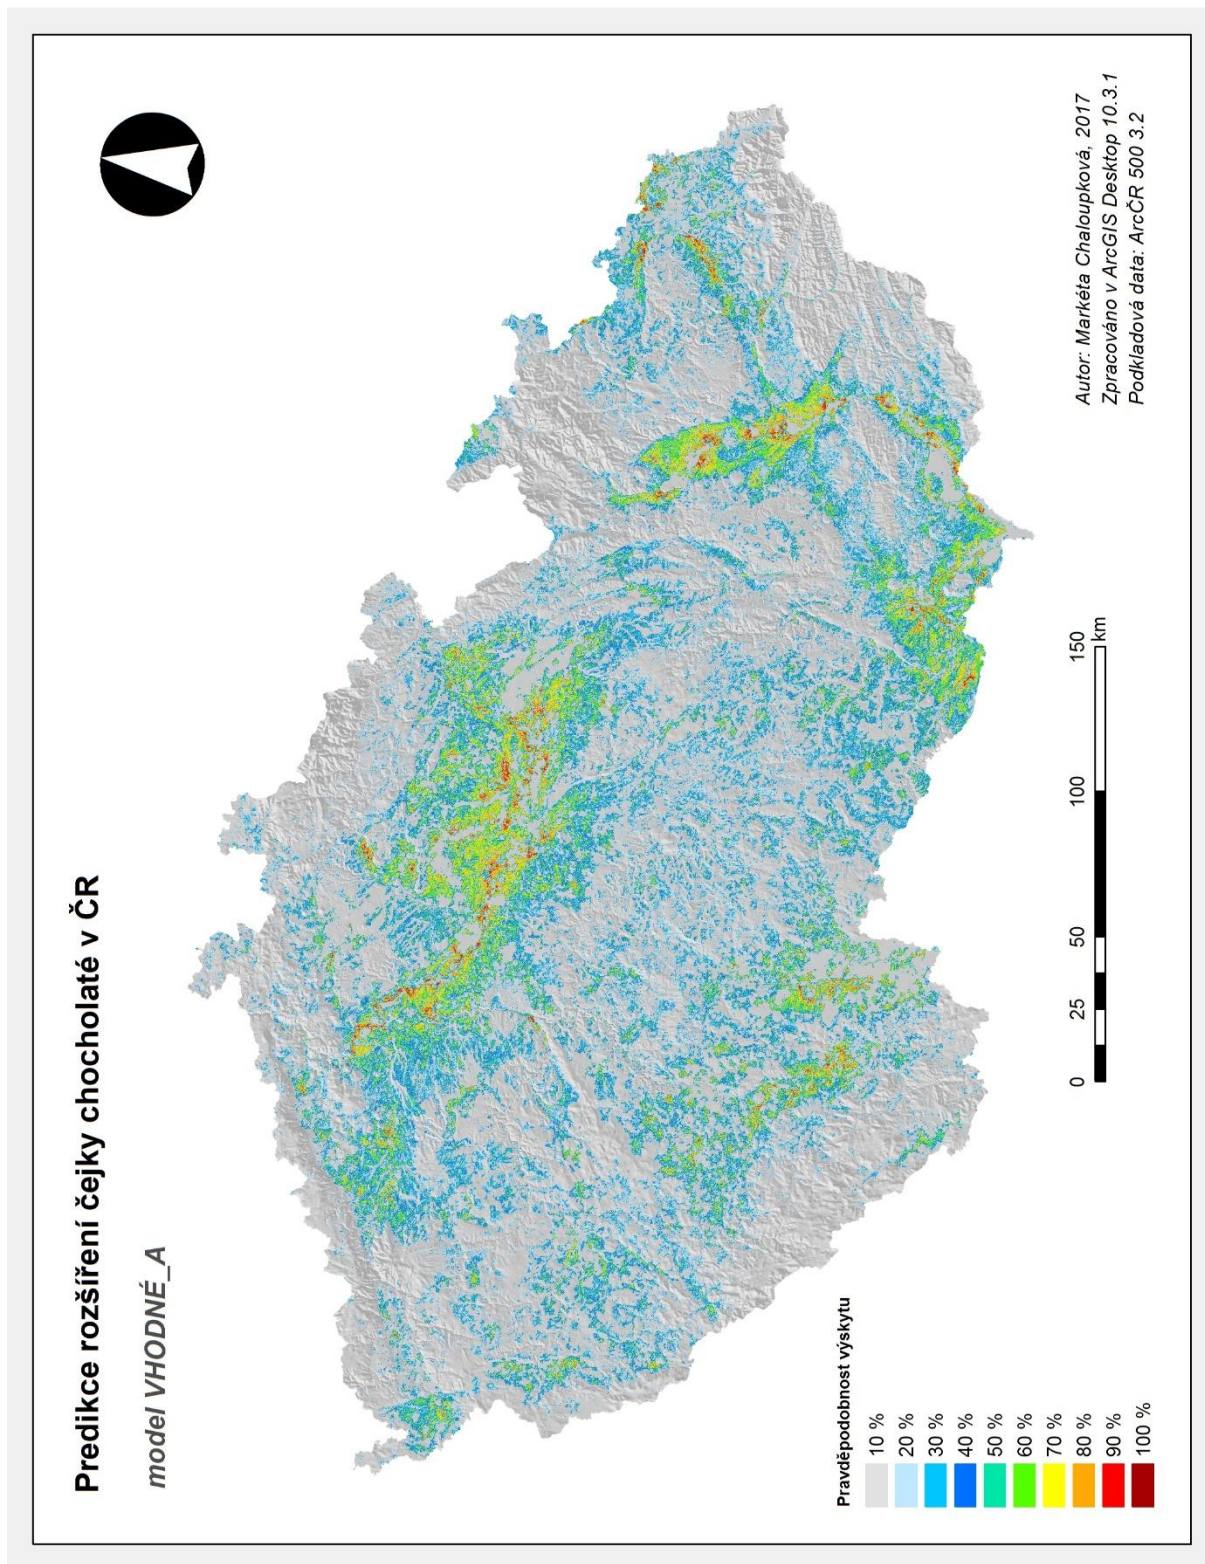 Predikce rozšíření čejky chocholaté v ČR
model VHODNÉ_A
Pravděpodobnost výskytu
10 %
20 %
30 %
40 %
50 %
60 %
70 %
80 %
90 %
100 %
0 25 50 100 150
km
Autor: Markéta Chaloupková, 2017
Zpracováno v ArcGIS Desktop 10.3.1
Podkladová data: ArcČR 500 3.2